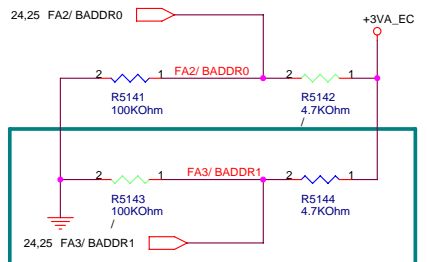 24,25 FA2/ BADDR0
+3VA_EC
2 1 FA2/ BADDR0 2 1
R5141 R5142
100KOhm 4.7KOhm
/
2 1 FA3/ BADDR1 2 1
R5143 R5144
100KOhm 4.7KOhm
/
24,25 FA3/ BADDR1